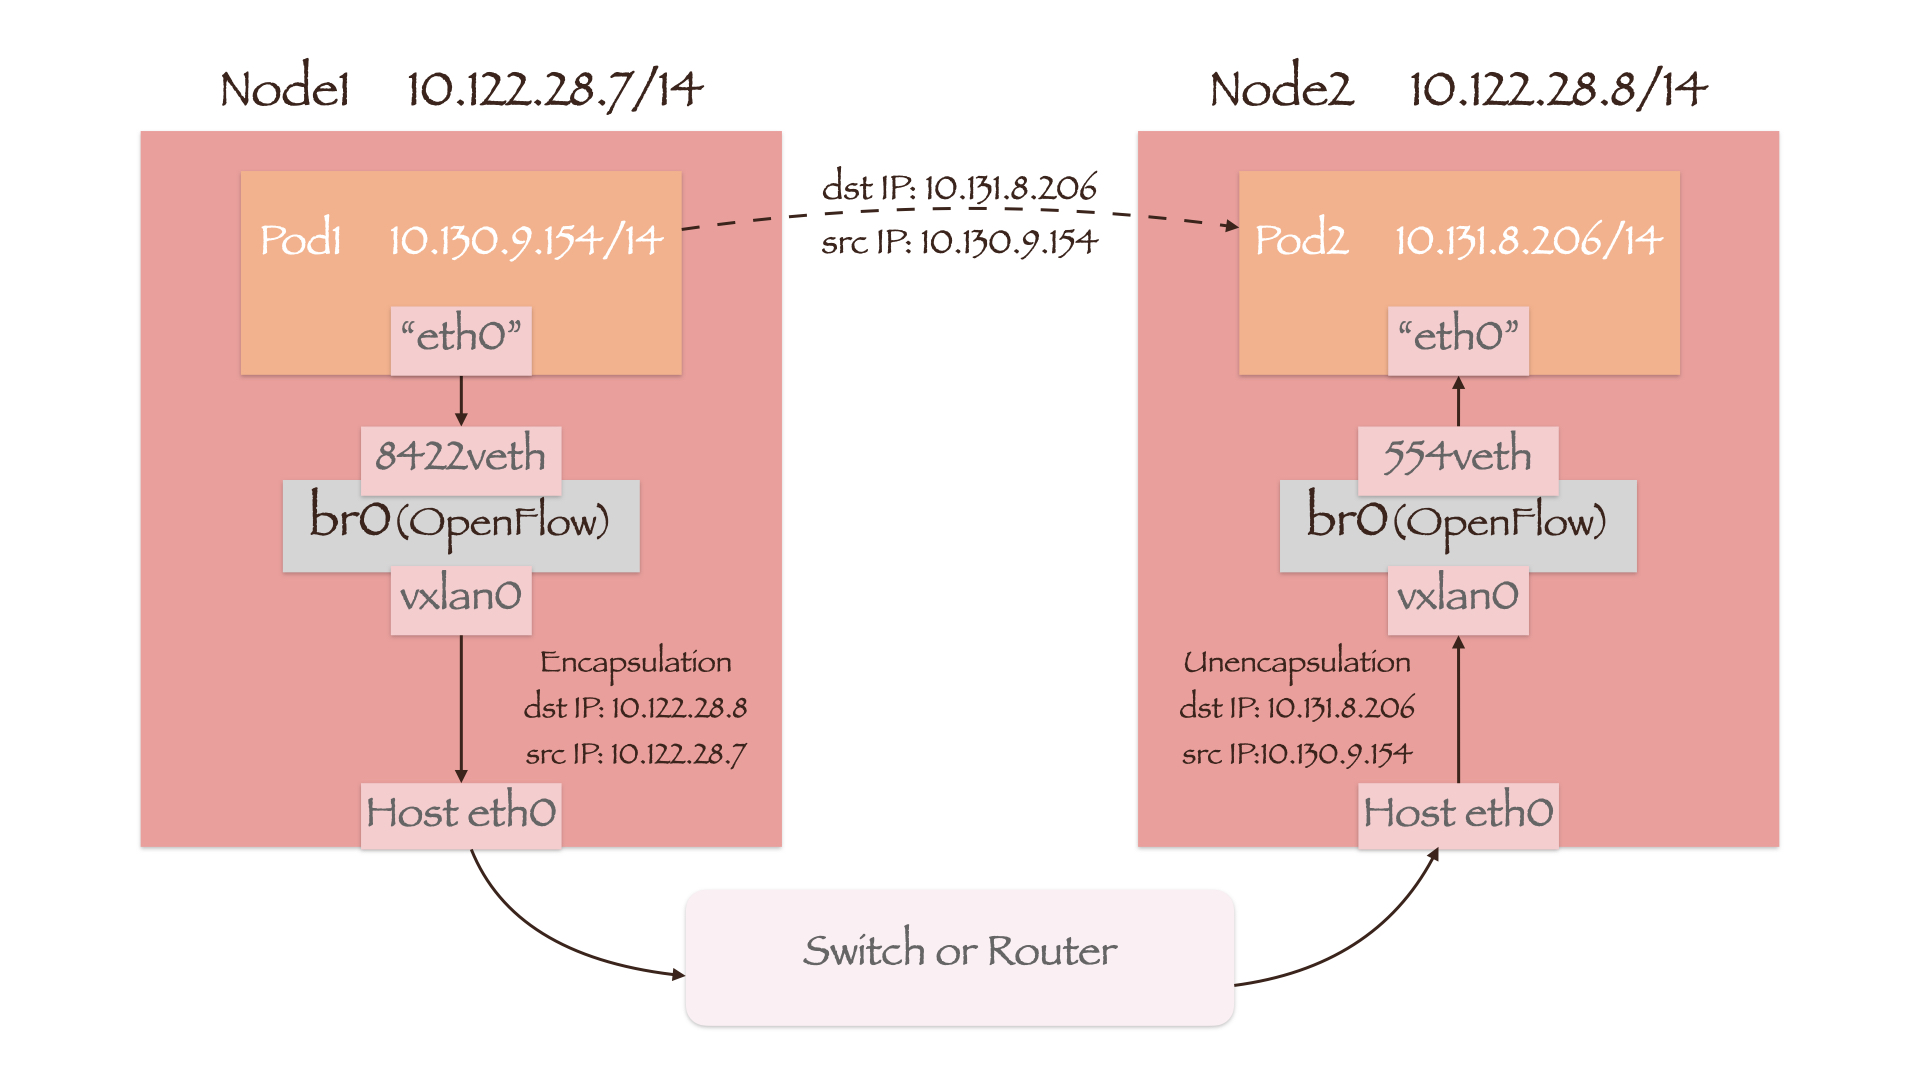 Node1 10.122.28.7/14
Node2 10.122.28.8/14
dst IP: 10.131.8.206
src IP: 10.130.9.154
Pod1 10.130.9.154/14
Pod2 10.131.8.206/14
“eth0”
“eth0”
8422veth
554veth
br0(OpenFlow)
br0(OpenFlow)
vxlan0
vxlan0
Encapsulation
dst IP: 10.122.28.8
src IP: 10.122.28.7
Unencapsulation
dst IP: 10.131.8.206
src IP:10.130.9.154
Host eth0
Host eth0
Switch or Router